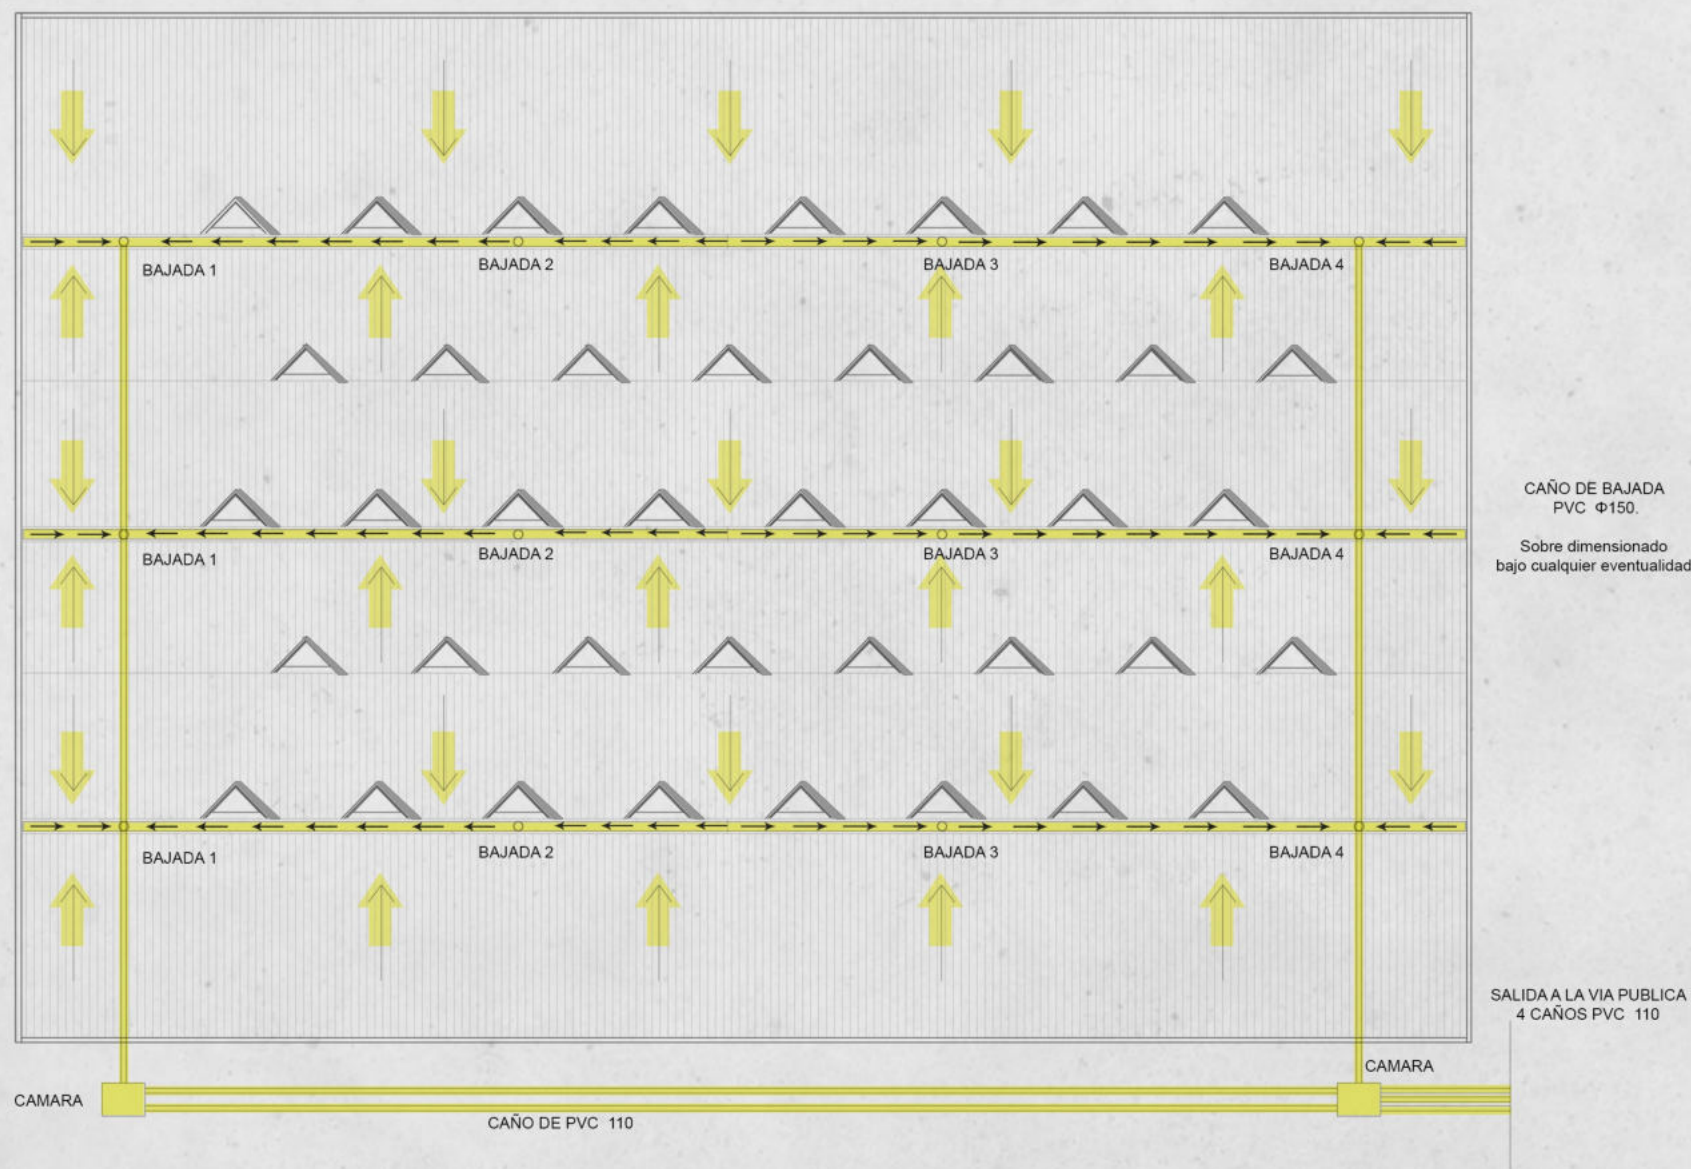 BAJADA 1
BAJADA 2
BAJADA 3
BAJADA 4
BAJADA 1
BAJADA 2
BAJADA 3
BAJADA 4
CAÑO DE BAJADA
PVC Φ150.
Sobre dimensionado
bajo cualquier eventualidad
BAJADA 1
BAJADA 2
BAJADA 3
BAJADA 4
SALIDA A LA VIA PUBLICA
4 CAÑOS PVC 110
CAMARA
CAMARA
CAÑO DE PVC 110